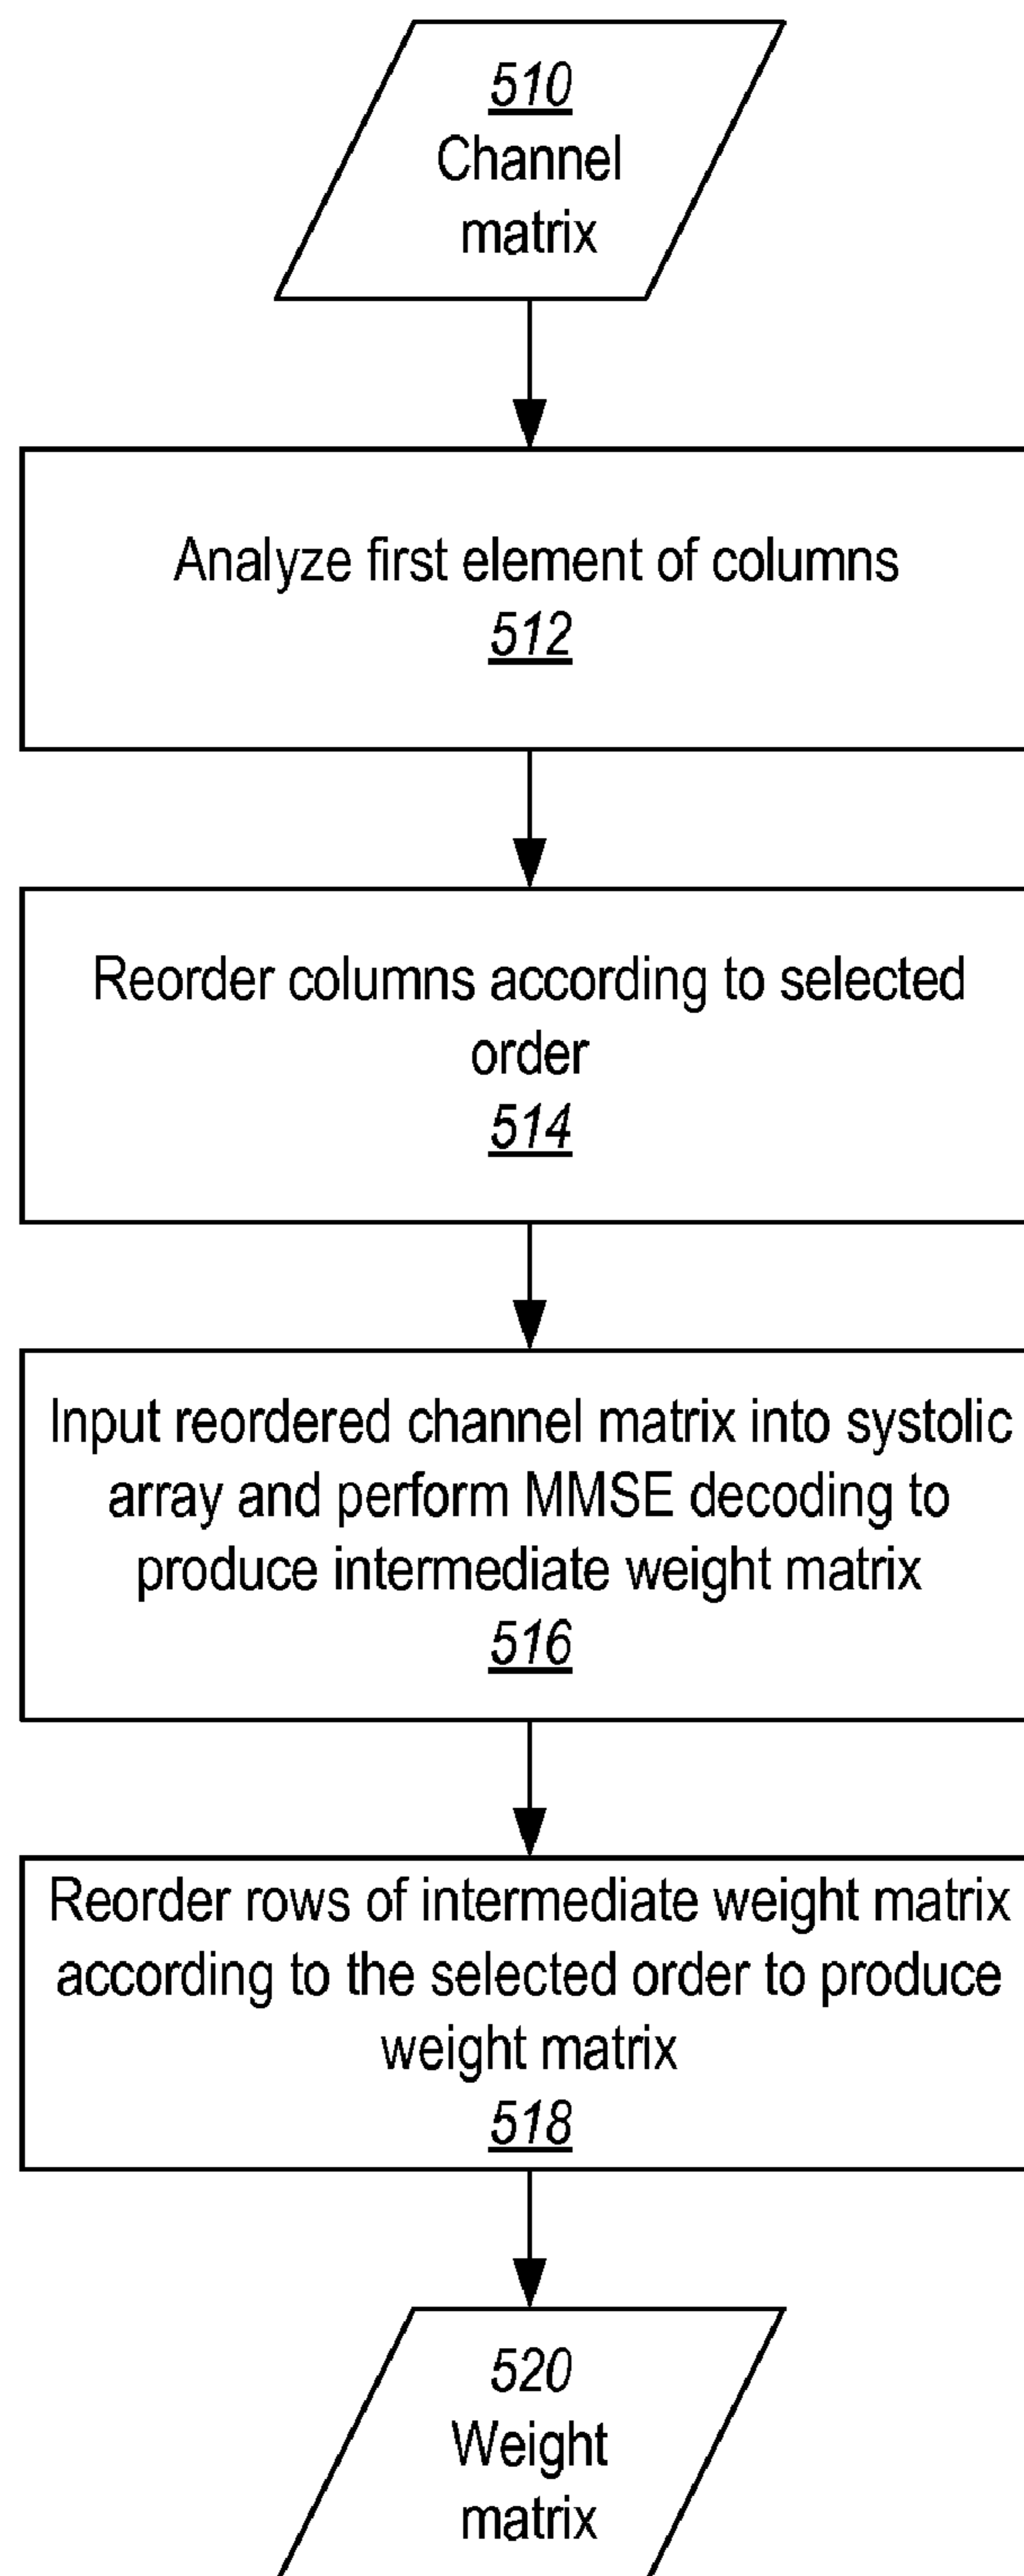 510
Channel
matrix
Analyze first element of columns
512
Reorder columns according to selected
order
514
Input reordered channel matrix into systolic
array and perform MMSE decoding to
produce intermediate weight matrix
516
Reorder rows of intermediate weight matrix
according to the selected order to produce
weight matrix
518
520
Weight
matrix